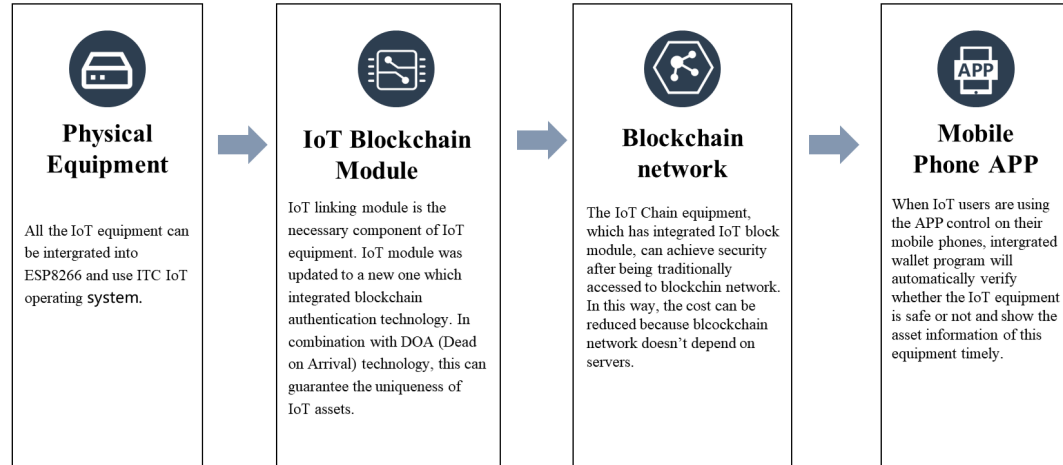 Physical
Equipment
All the IoT equipment can
be intergrated into
ESP8266 and use ITC IoT
operating system.
IoT Blockchain
Module
IoT linking module is the
necessary component of IoT
equipment. IoT module was
updated to a new one which
integrated blockchain
authentication technology. In
combination with DOA (Dead
on Arrival) technology, this can
guarantee the uniqueness of
IoT assets.
Blockchain
network
The IoT Chain equipment,
which has integrated IoT block
module, can achieve security
after being traditionally
accessed to blockchin network.
In this way, the cost can be
reduced because blcockchain
network doesn’t depend on
servers.
APP
Mobile
Phone APP
When IoT users are using
the APP control on their
mobile phones, intergrated
wallet program will
automatically verify
whether the IoT equipment
is safe or not and show the
asset information of this
equipment timely.